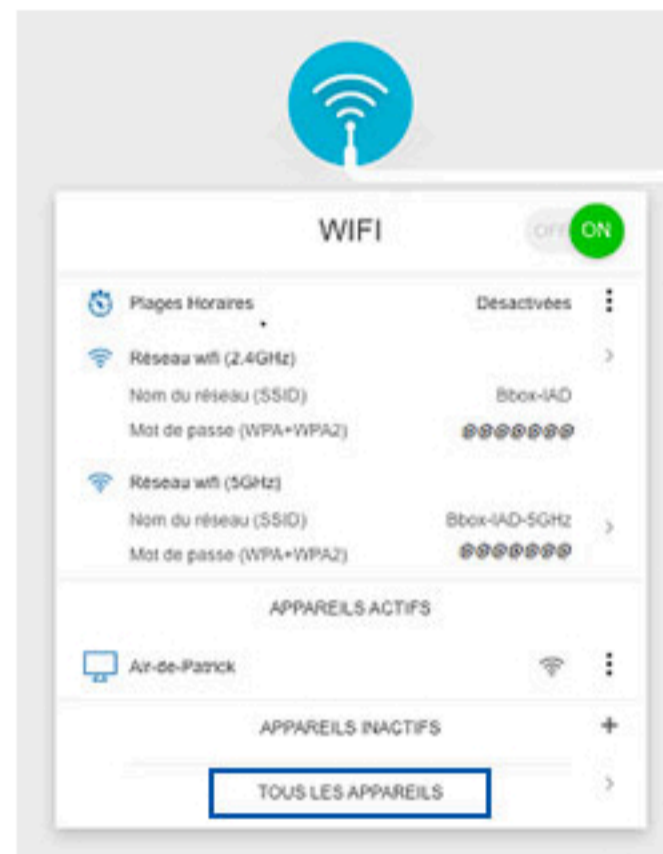 WIFI OFF ON
Plages Horaires Désactivées
Réseau wifi (2.4GHz)
Nom du réseau (SSID) Bbox-IAD
Mot de passe (WPA+WPA2) @@@@@@@
Réseau wifi (5GHz)
Nom du réseau (SSID) Bbox-IAD-5GHz
Mot de passe (WPA+WPA2) @@@@@@@
APPAREILS ACTIFS
Air-de-Patrick
APPAREILS INACTIFS +
TOUS LES APPAREILS